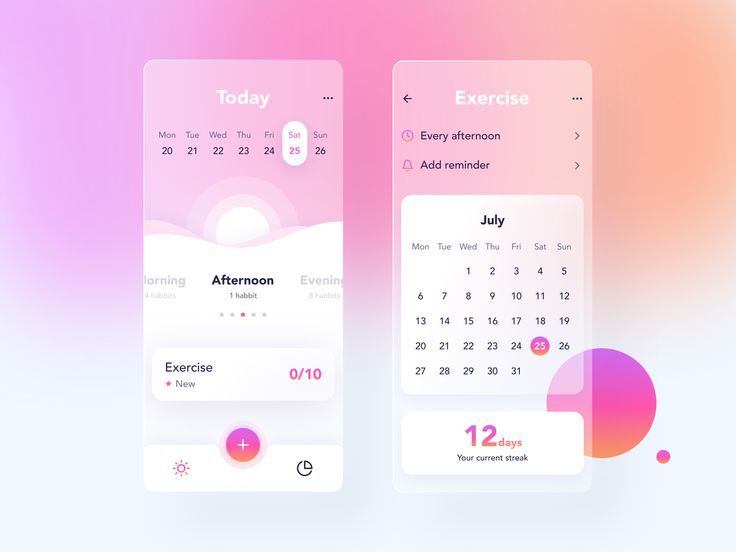 Today
Mon Tue Wed Thu Fri Sat Sun
20 21 22 23 24 25 26
lorning Afternoon Evening
4 habbits 1 habbit 8 habbits
Exercise
New
0/10
Exercise
Every afternoon
Add reminder
July
Mon Tue Wed Thu Fri Sat Sun
1 2 3 4 5
6 7 8 9 10 11 12
13 14 15 16 17 18 19
20 21 22 23 24 25 26
27 28 29 30 31
12 days
Your current streak